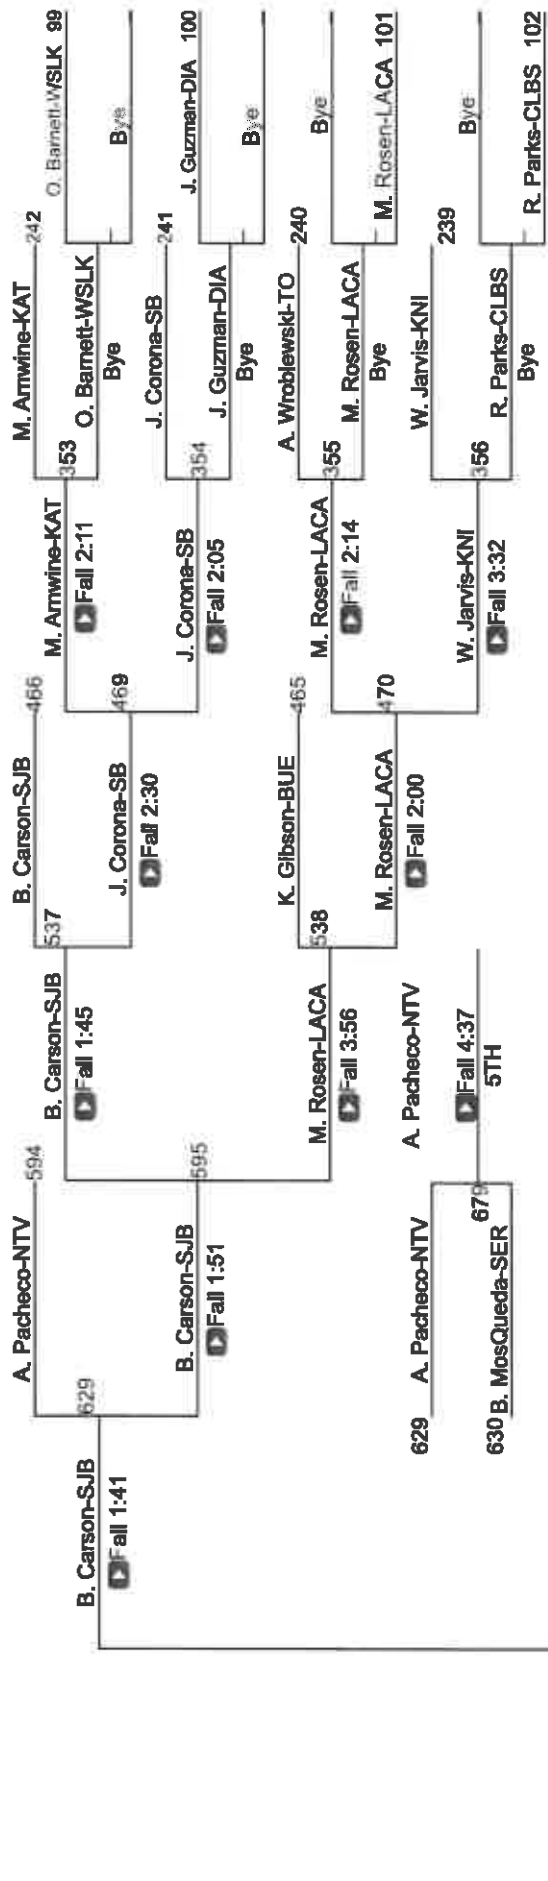 M. Arnwine-KAT
242
O. Barnett-WSLK 99
353
O. Barnett-WSLK
Bye
Bye
M. Arnwine-KAT
Fall 2:11
J. Corona-SB
241
J. Guzman-DIA 100
354
J. Guzman-DIA
Bye
Bye
J. Corona-SB
Fall 2:05
B. Carson-SJB
466
469
J. Corona-SB
Fall 2:30
537
B. Carson-SJB
Fall 1:45
A. Wroblewski-TO
240
Bye
355
M. Rosen-LACA
M. Rosen-LACA 101
Bye
M. Rosen-LACA
Fall 2:14
W. Jarvis-KNI
239
Bye
356
R. Parks-CLBS
R. Parks-CLBS 102
Bye
W. Jarvis-KNI
Fall 3:32
K. Gibson-BUE
465
470
M. Rosen-LACA
Fall 2:00
538
M. Rosen-LACA
Fall 3:56
A. Pacheco-NTV
594
595
B. Carson-SJB
Fall 1:51
629
B. Carson-SJB
Fall 1:41
629 A. Pacheco-NTV
630 B. MosQueda-SER
679
A. Pacheco-NTV
Fall 4:37
5TH